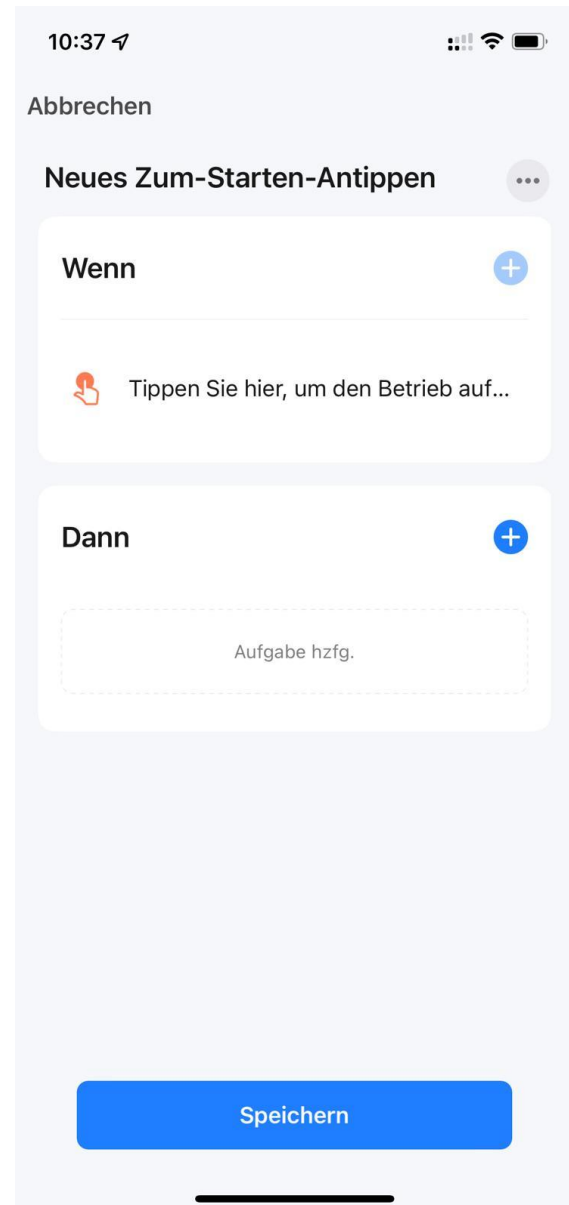 10:37
Abbrechen
Neues Zum-Starten-Antippen
Wenn
Tippen Sie hier, um den Betrieb auf...
Dann
Aufgabe hzfg.
Speichern